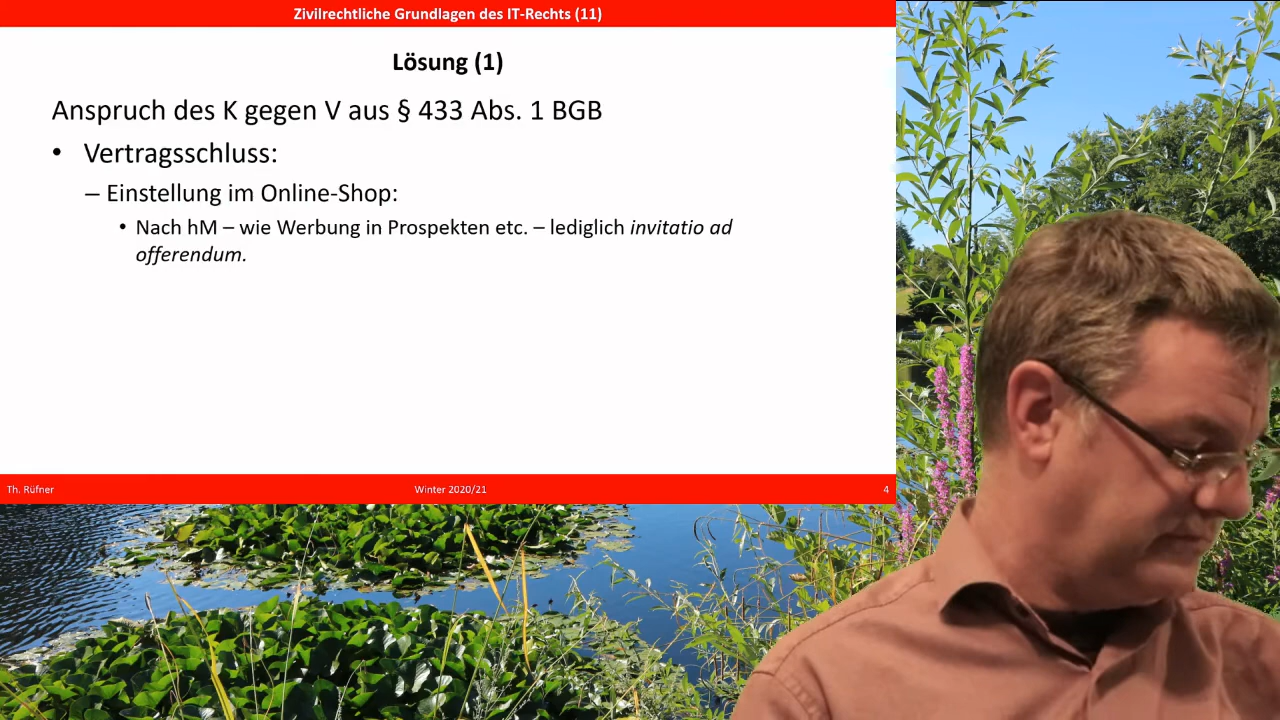 Zivilrechtliche Grundlagen des IT-Rechts (11)
Lösung (1)
Anspruch des K gegen V aus § 433 Abs. 1 BGB
• Vertragsschluss:
– Einstellung im Online-Shop:
• Nach hM – wie Werbung in Prospekten etc. – lediglich invitatio ad
offerendum.
Th. Rüfner Winter 2020/21 4